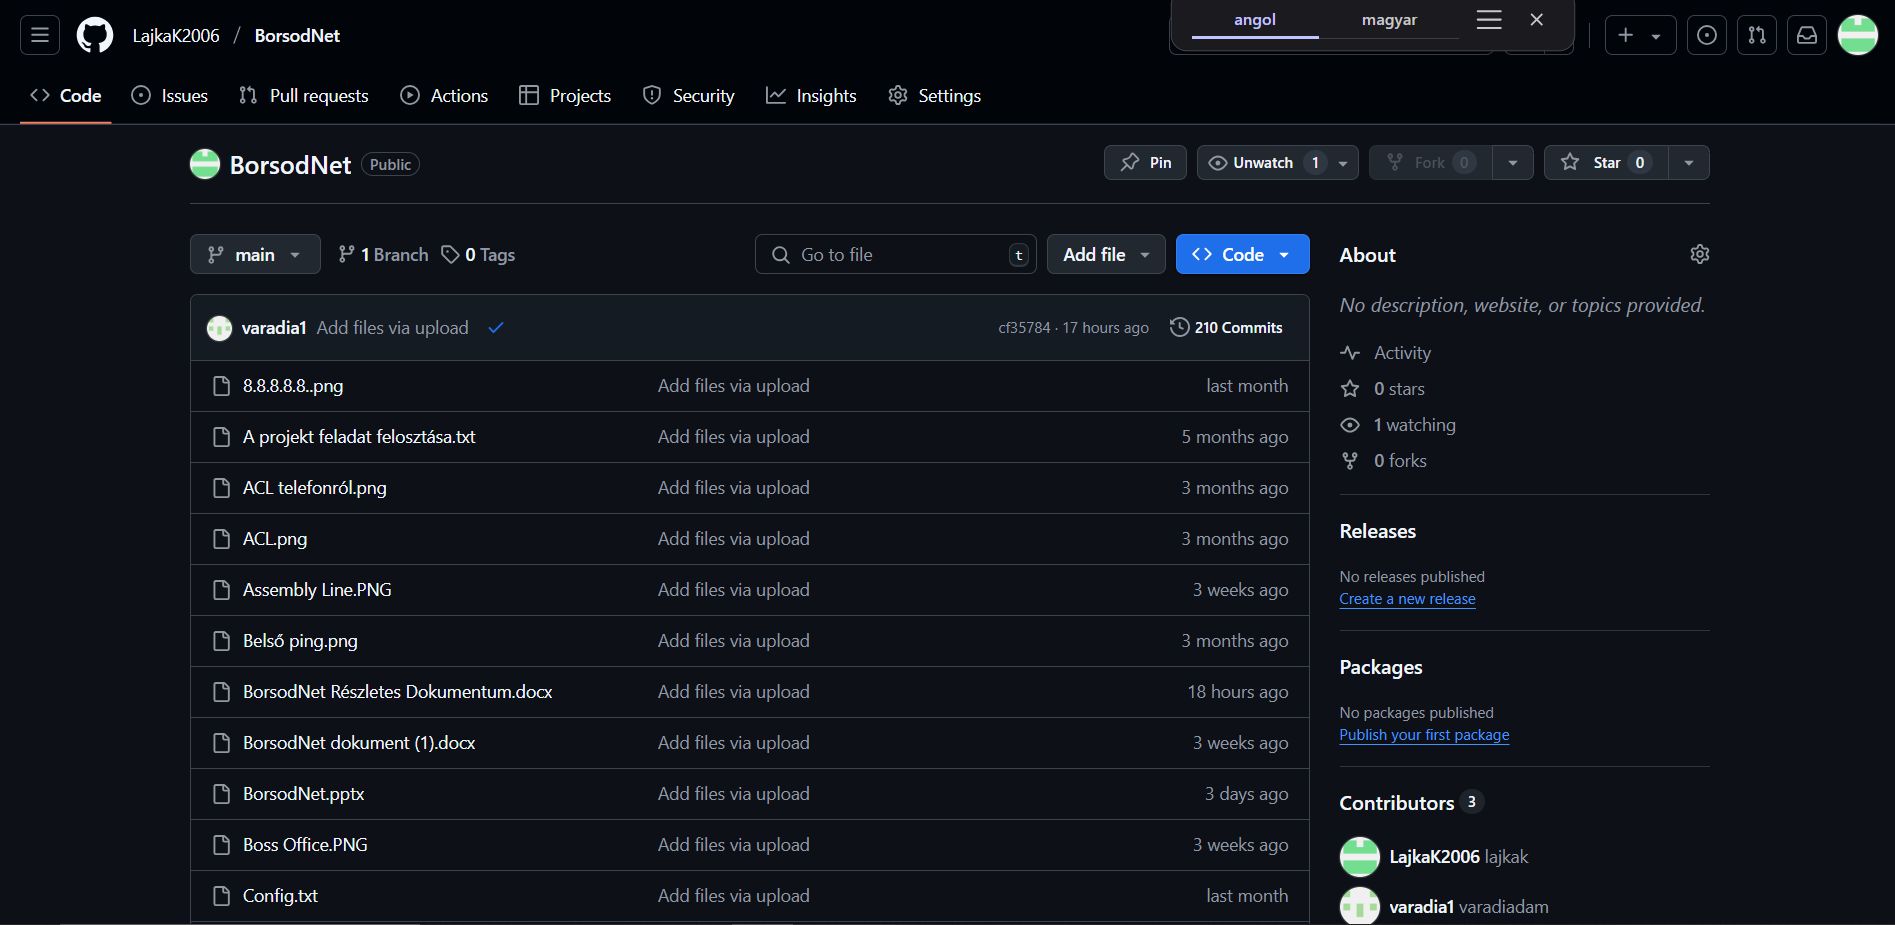 LajkaK2006 / BorsodNet
angol magyar
Code Issues Pull requests Actions Projects Security Insights Settings
BorsodNet Public
Pin Unwatch 1 Fork 0 Star 0
main 1 Branch 0 Tags Go to file t Add file Code
varadia1 Add files via upload cf35784 · 17 hours ago 210 Commits
8.8.8.8.8..png Add files via upload last month
A projekt feladat felosztása.txt Add files via upload 5 months ago
ACL telefonról.png Add files via upload 3 months ago
ACL.png Add files via upload 3 months ago
Assembly Line.PNG Add files via upload 3 weeks ago
Belső ping.png Add files via upload 3 months ago
BorsodNet Részletes Dokumentum.docx Add files via upload 18 hours ago
BorsodNet dokument (1).docx Add files via upload 3 weeks ago
BorsodNet.pptx Add files via upload 3 days ago
Boss Office.PNG Add files via upload 3 weeks ago
Config.txt Add files via upload last month
About
No description, website, or topics provided.
Activity
0 stars
1 watching
0 forks
Releases
No releases published
Create a new release
Packages
No packages published
Publish your first package
Contributors 3
LajkaK2006 lajkak
varadia1 varadiadam